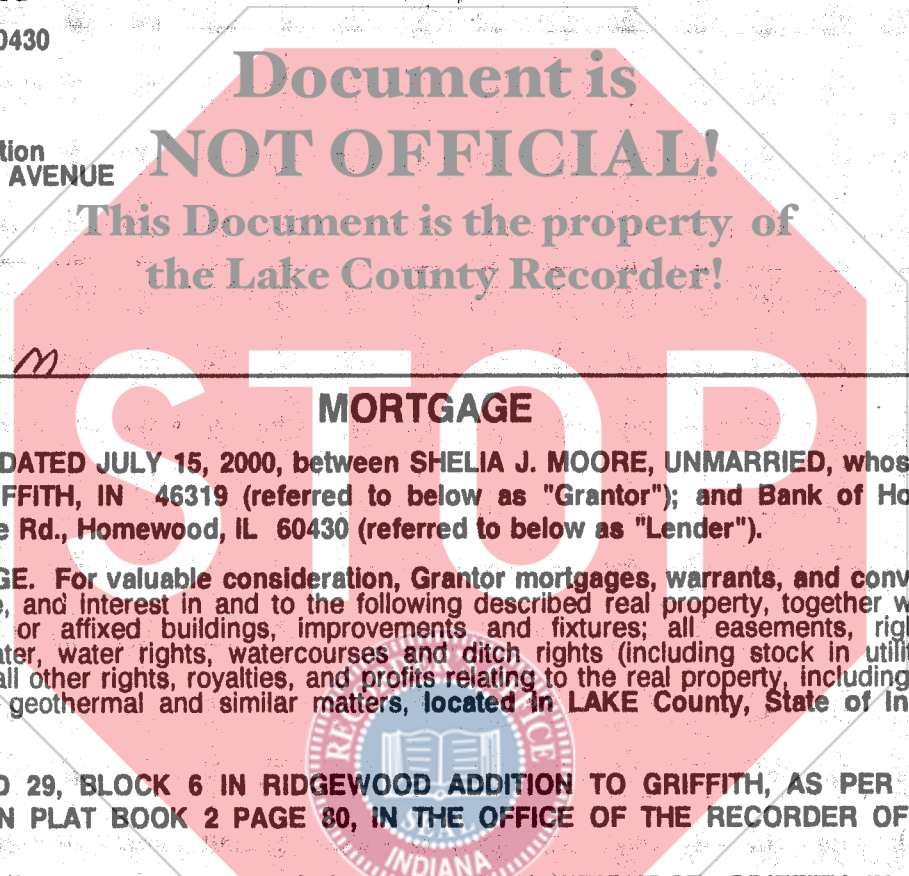 0430
Document is
NOT OFFICIAL!
tion
AVENUE
This Document is the property of
the Lake County Recorder!
STOP
MORTGAGE
DATED JULY 15, 2000, between SHELIA J. MOORE, UNMARRIED, whos
FFITH, IN 46319 (referred to below as "Grantor"); and Bank of Ho
e Rd., Homewood, IL 60430 (referred to below as "Lender").
GE. For valuable consideration, Grantor mortgages, warrants, and conv
e, and interest in and to the following described real property, together w
or affixed buildings, improvements and fixtures; all easements, righ
ater, water rights, watercourses and ditch rights (including stock in utilit
all other rights, royalties, and profits relating to the real property, including
geothermal and similar matters, located in LAKE County, State of In
D 29, BLOCK 6 IN RIDGEWOOD ADDITION TO GRIFFITH, AS PER
N PLAT BOOK 2 PAGE 80, IN THE OFFICE OF THE RECORDER OF
SEAL
INDIANA